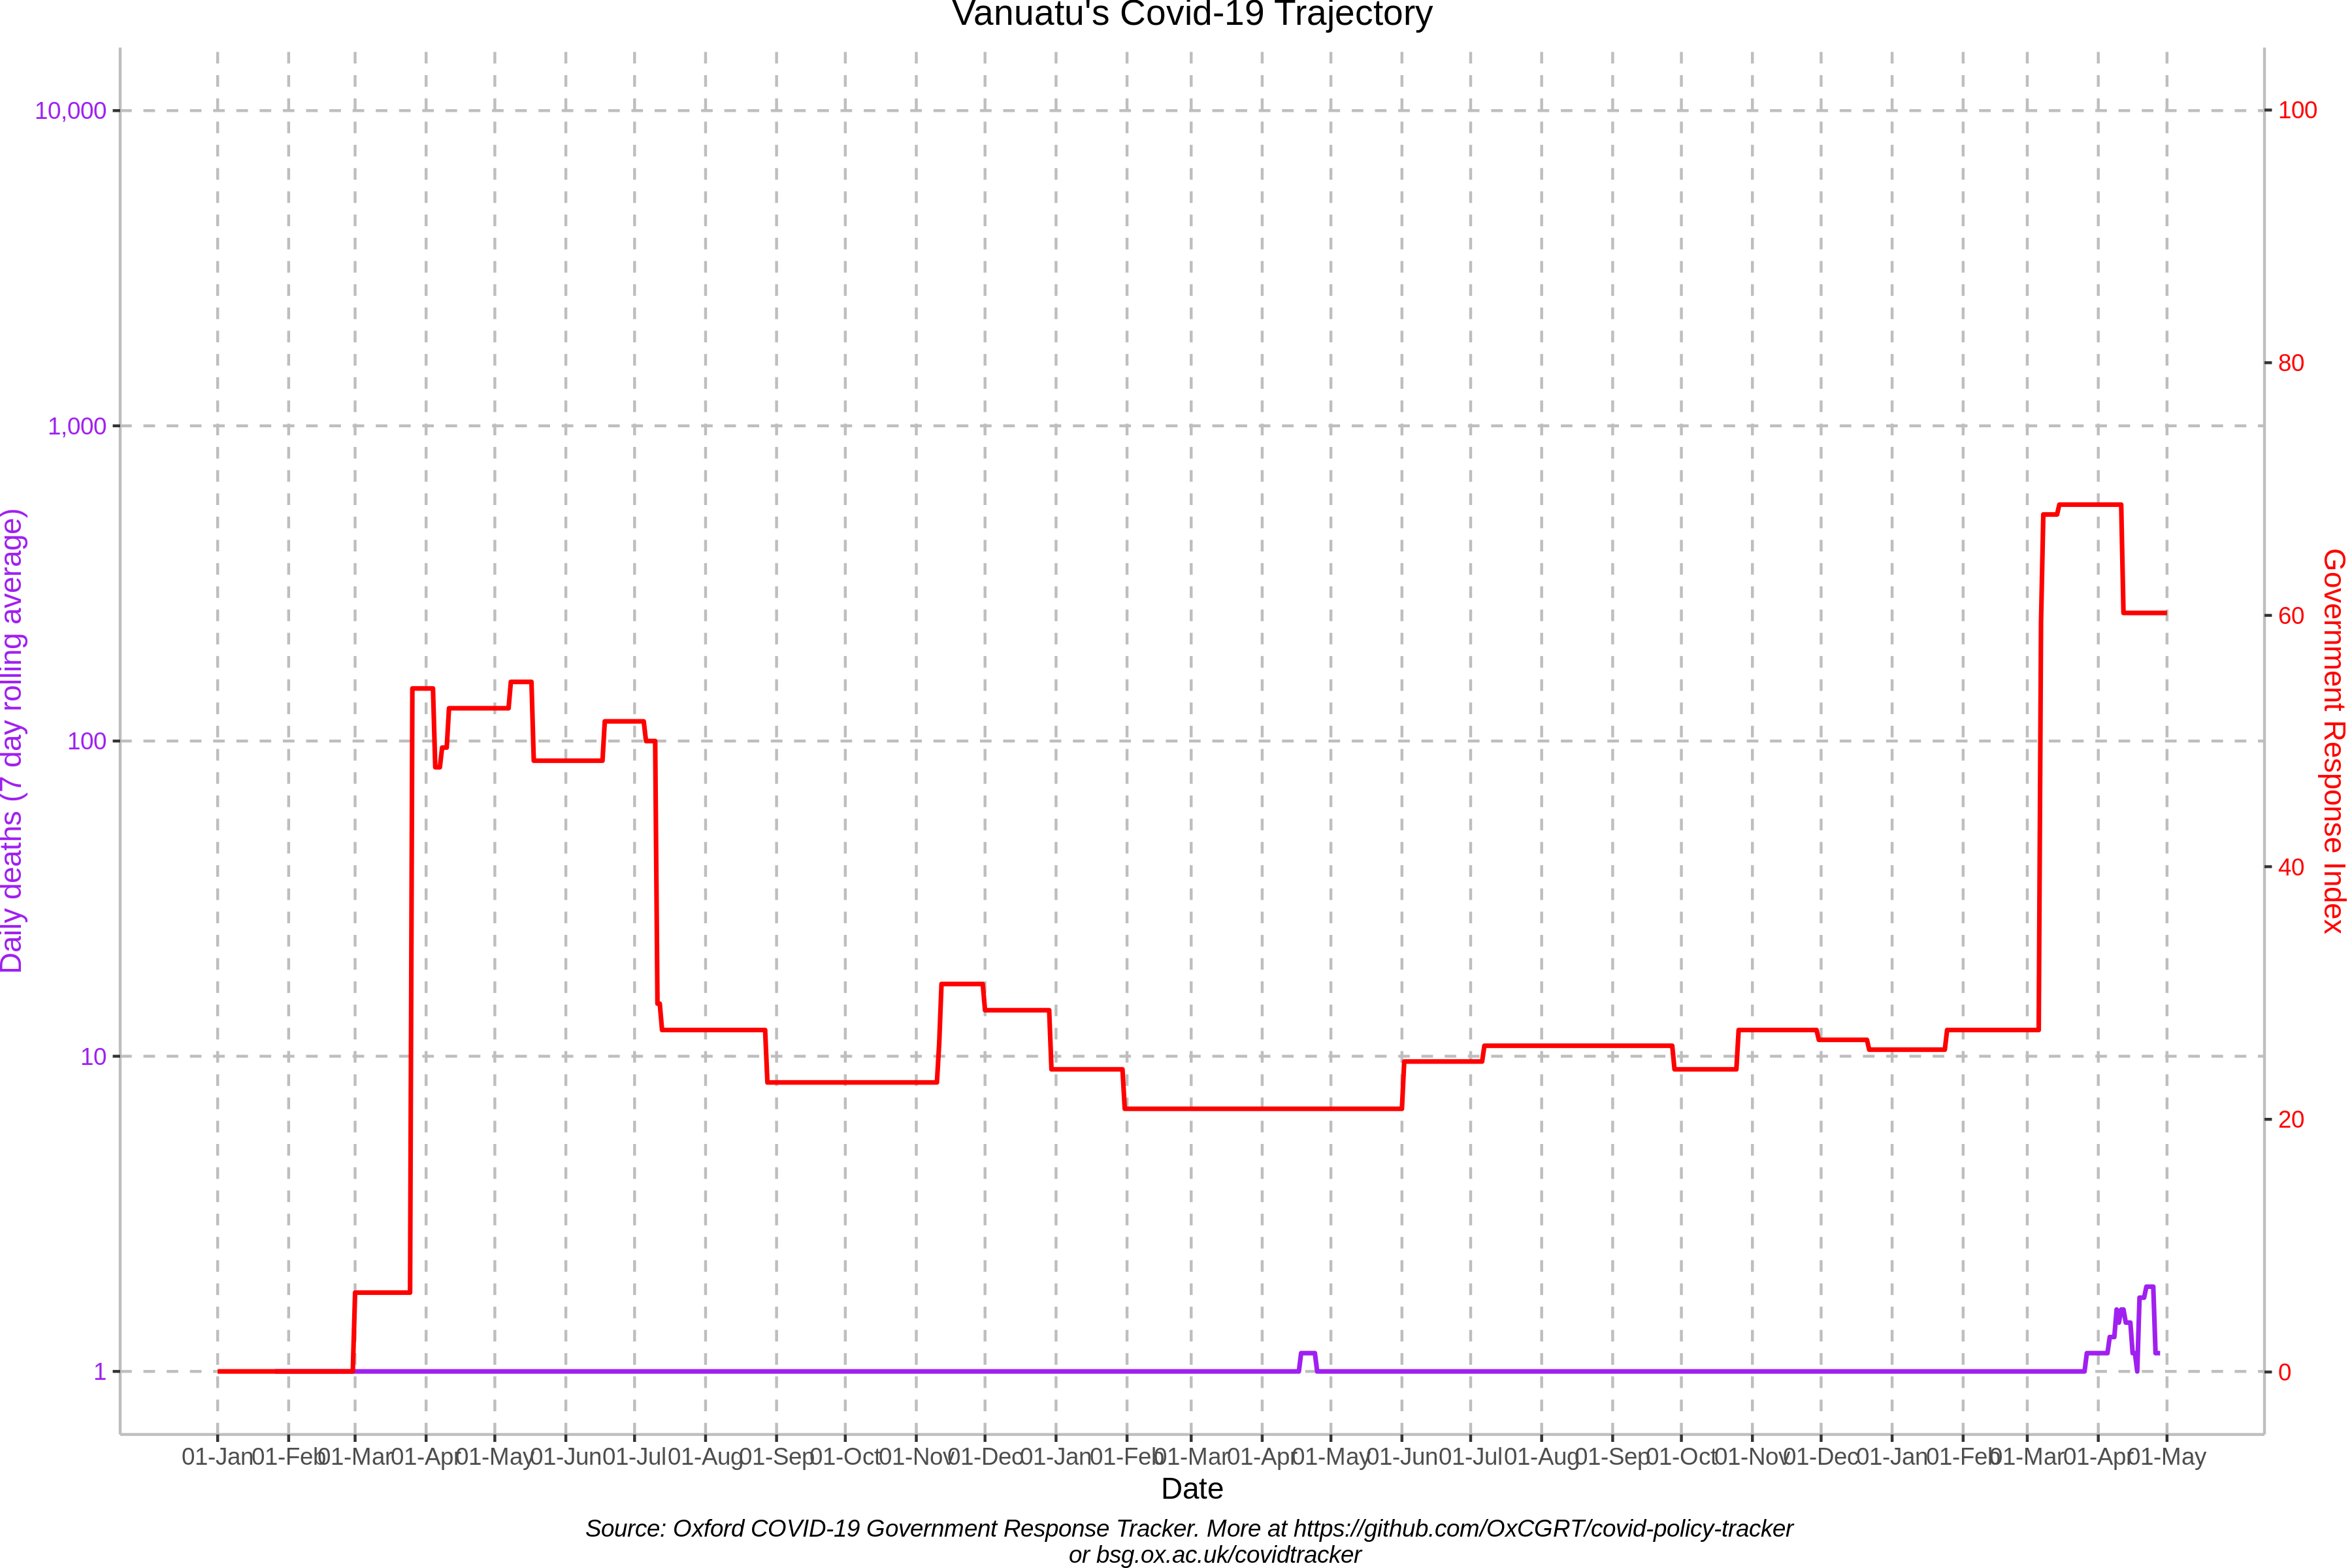 Vanuatu's Covid-19 Trajectory
10,000
1,000
100
10
1
Daily deaths (7 day rolling average)
100
80
60
40
20
0
Government Response Index
01-Jan 01-Feb 01-Mar 01-Apr 01-May 01-Jun 01-Jul 01-Aug 01-Sep 01-Oct 01-Nov 01-Dec 01-Jan 01-Feb 01-Mar 01-Apr 01-May 01-Jun 01-Jul 01-Aug 01-Sep 01-Oct 01-Nov 01-Dec 01-Jan 01-Feb 01-Mar 01-Apr 01-May
Date
Source: Oxford COVID-19 Government Response Tracker. More at https://github.com/OxCGRT/covid-policy-tracker
or bsg.ox.ac.uk/covidtracker